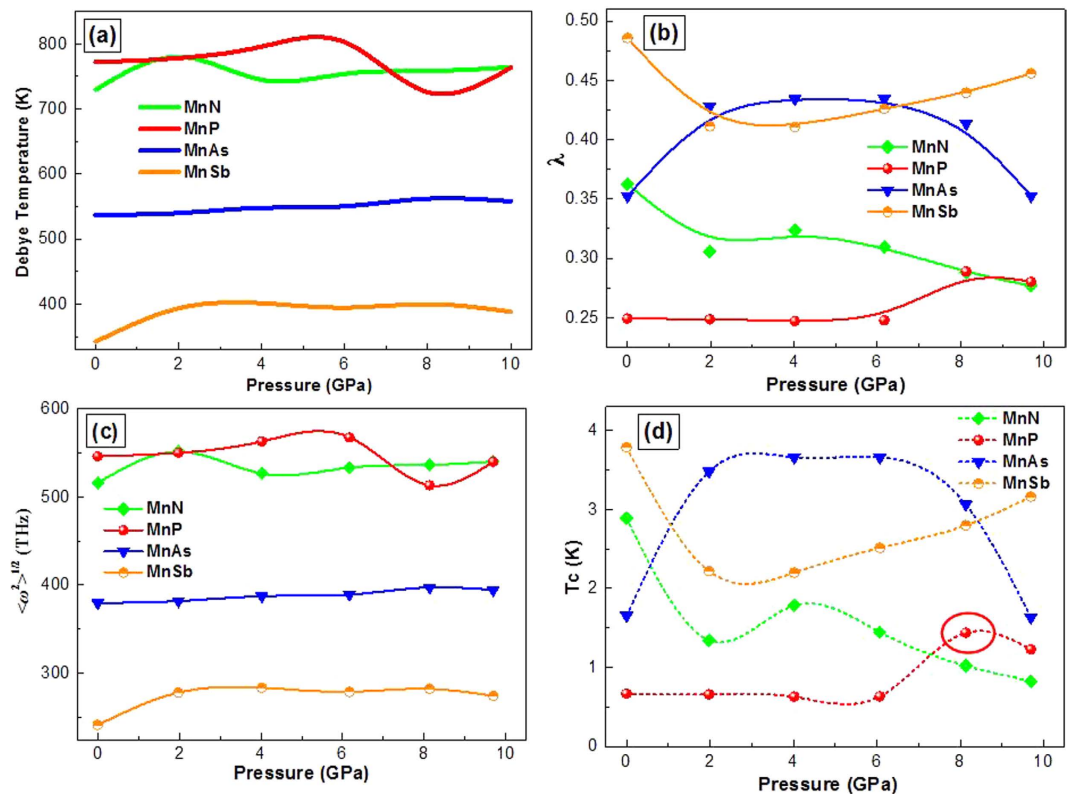 (a)
800
700
600
500
400
Debye Temperature (K)
MnN
MnP
MnAs
MnSb
0 2 4 6 8 10
Pressure (GPa)
(b)
0.50
0.45
0.40
0.35
0.30
0.25
λ
MnN
MnP
MnAs
MnSb
0 2 4 6 8 10
Pressure (GPa)
(c)
600
500
400
300
<ω²>¹/² (THz)
MnN
MnP
MnAs
MnSb
0 2 4 6 8 10
Pressure (GPa)
(d)
4
3
2
1
0
Tc (K)
MnN
MnP
MnAs
MnSb
0 2 4 6 8 10
Pressure (GPa)